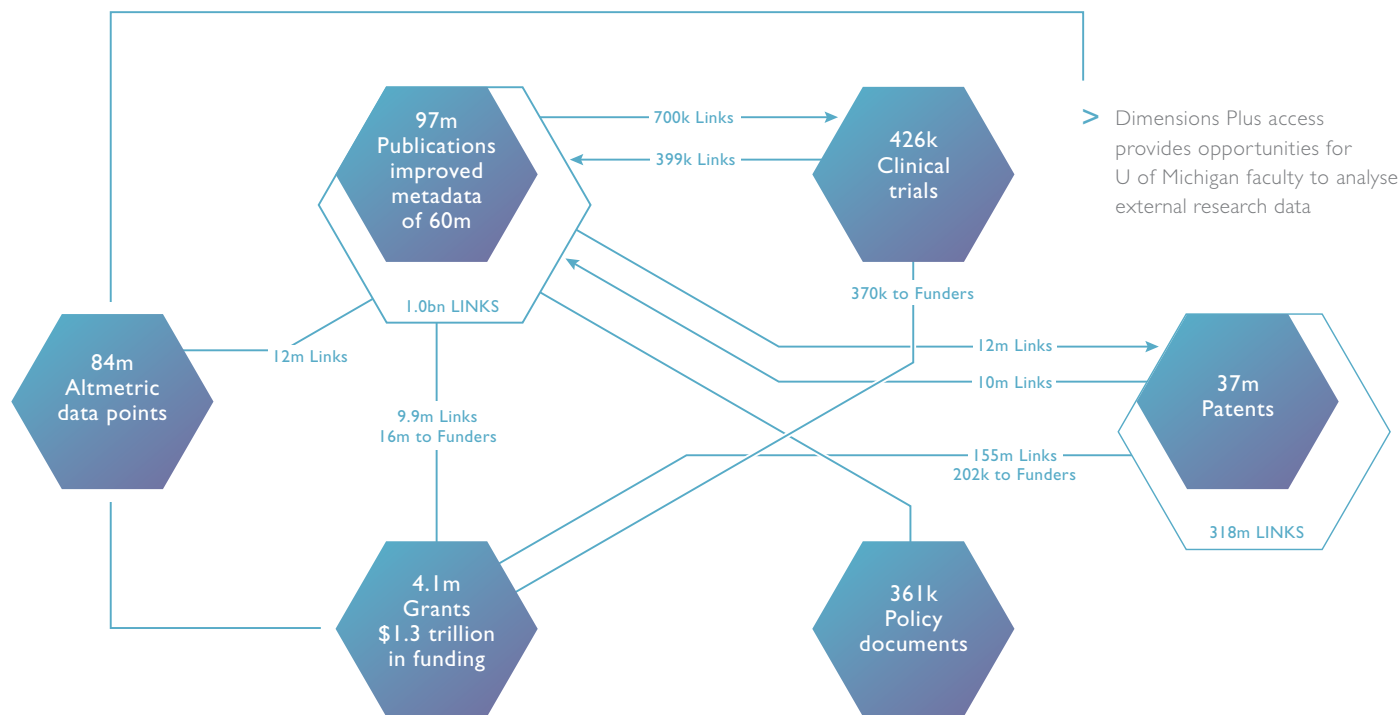 97m
Publications
improved
metadata
of 60m
1.0bn LINKS
700k Links
399k Links
426k
Clinical
trials
> Dimensions Plus access
provides opportunities for
U of Michigan faculty to analyse
external research data
370k to Funders
84m
Altmetric
data points
12m Links
12m Links
10m Links
37m
Patents
318m LINKS
9.9m Links
16m to Funders
155m Links
202k to Funders
4.1m
Grants
$1.3 trillion
in funding
361k
Policy
documents